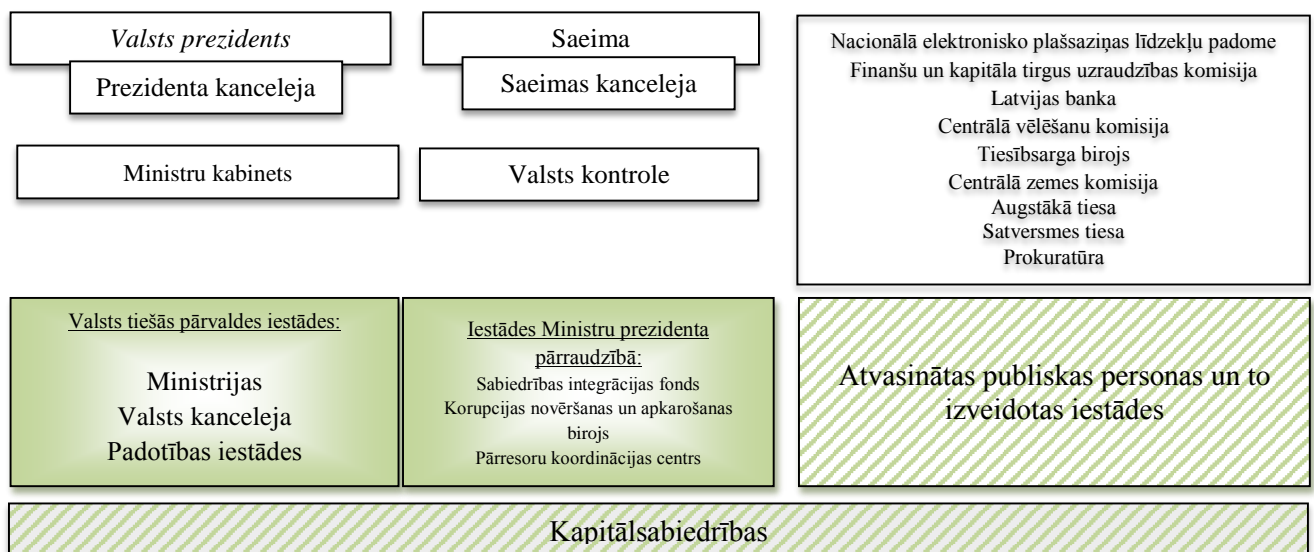 Valsts prezidents
Prezidenta kanceleja
Saeima
Saeimas kanceleja
Ministru kabinets
Valsts kontrole
Nacionālā elektronisko plašsaziņas līdzekļu padome
Finanšu un kapitāla tirgus uzraudzības komisija
Latvijas banka
Centrālā vēlēšanu komisija
Tiesībsarga birojs
Centrālā zemes komisija
Augstākā tiesa
Satversmes tiesa
Prokuratūra
Valsts tiešās pārvaldes iestādes:
Ministrijas
Valsts kanceleja
Padotības iestādes
Iestādes Ministru prezidenta
pārraudzībā:
Sabiedrības integrācijas fonds
Korupcijas novēršanas un apkarošanas
birojs
Pārresoru koordinācijas centrs
Atvasinātas publiskas personas un to
izveidotas iestādes
Kapitālsabiedrības